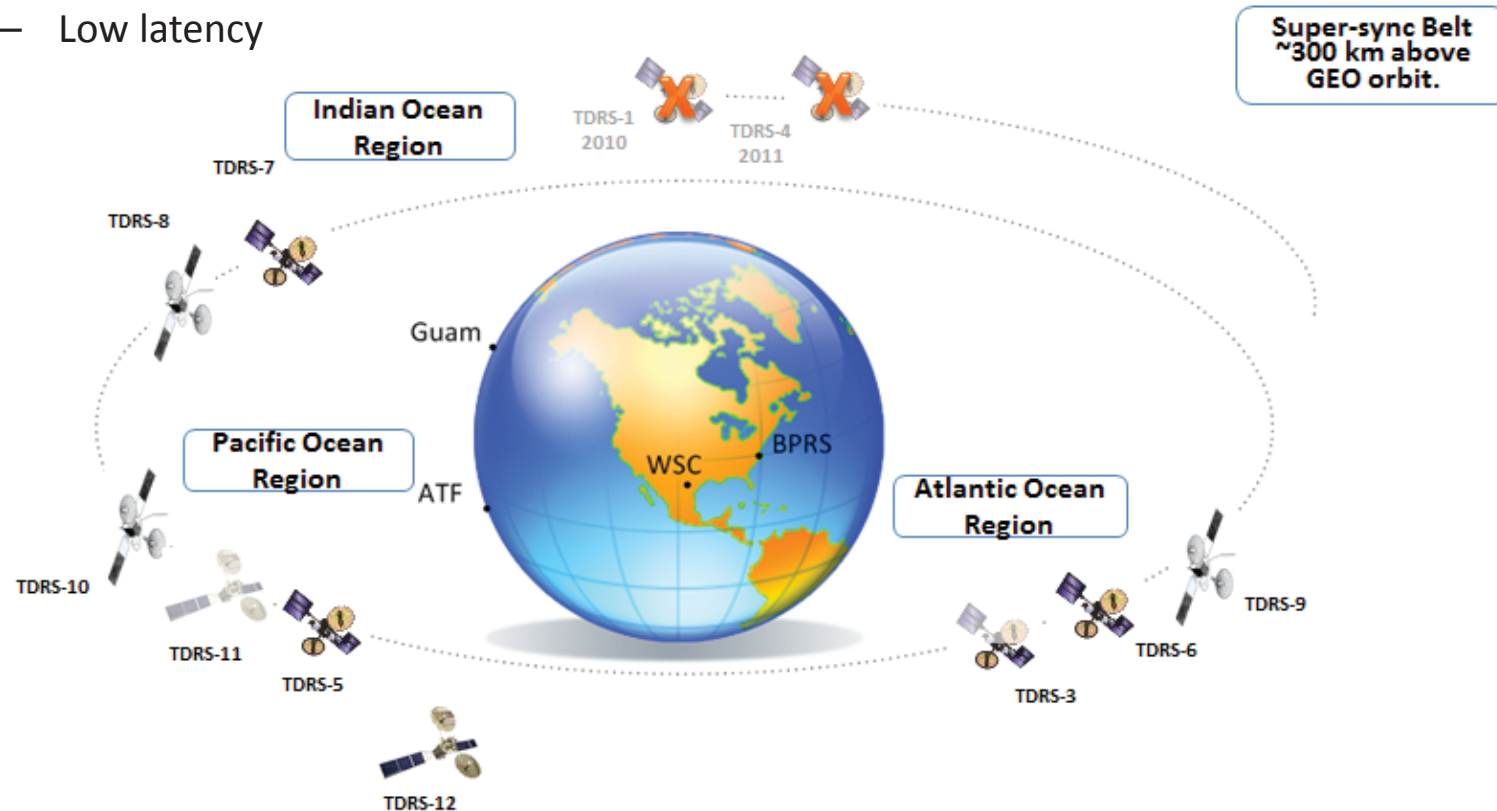 – Low latency
Super-sync Belt
~300 km above
GEO orbit.
Indian Ocean
Region
TDRS-1
2010
TDRS-4
2011
TDRS-7
TDRS-8
Guam
Pacific Ocean
Region
BPRS
WSC
ATF
Atlantic Ocean
Region
TDRS-10
TDRS-9
TDRS-11
TDRS-6
TDRS-5
TDRS-3
TDRS-12